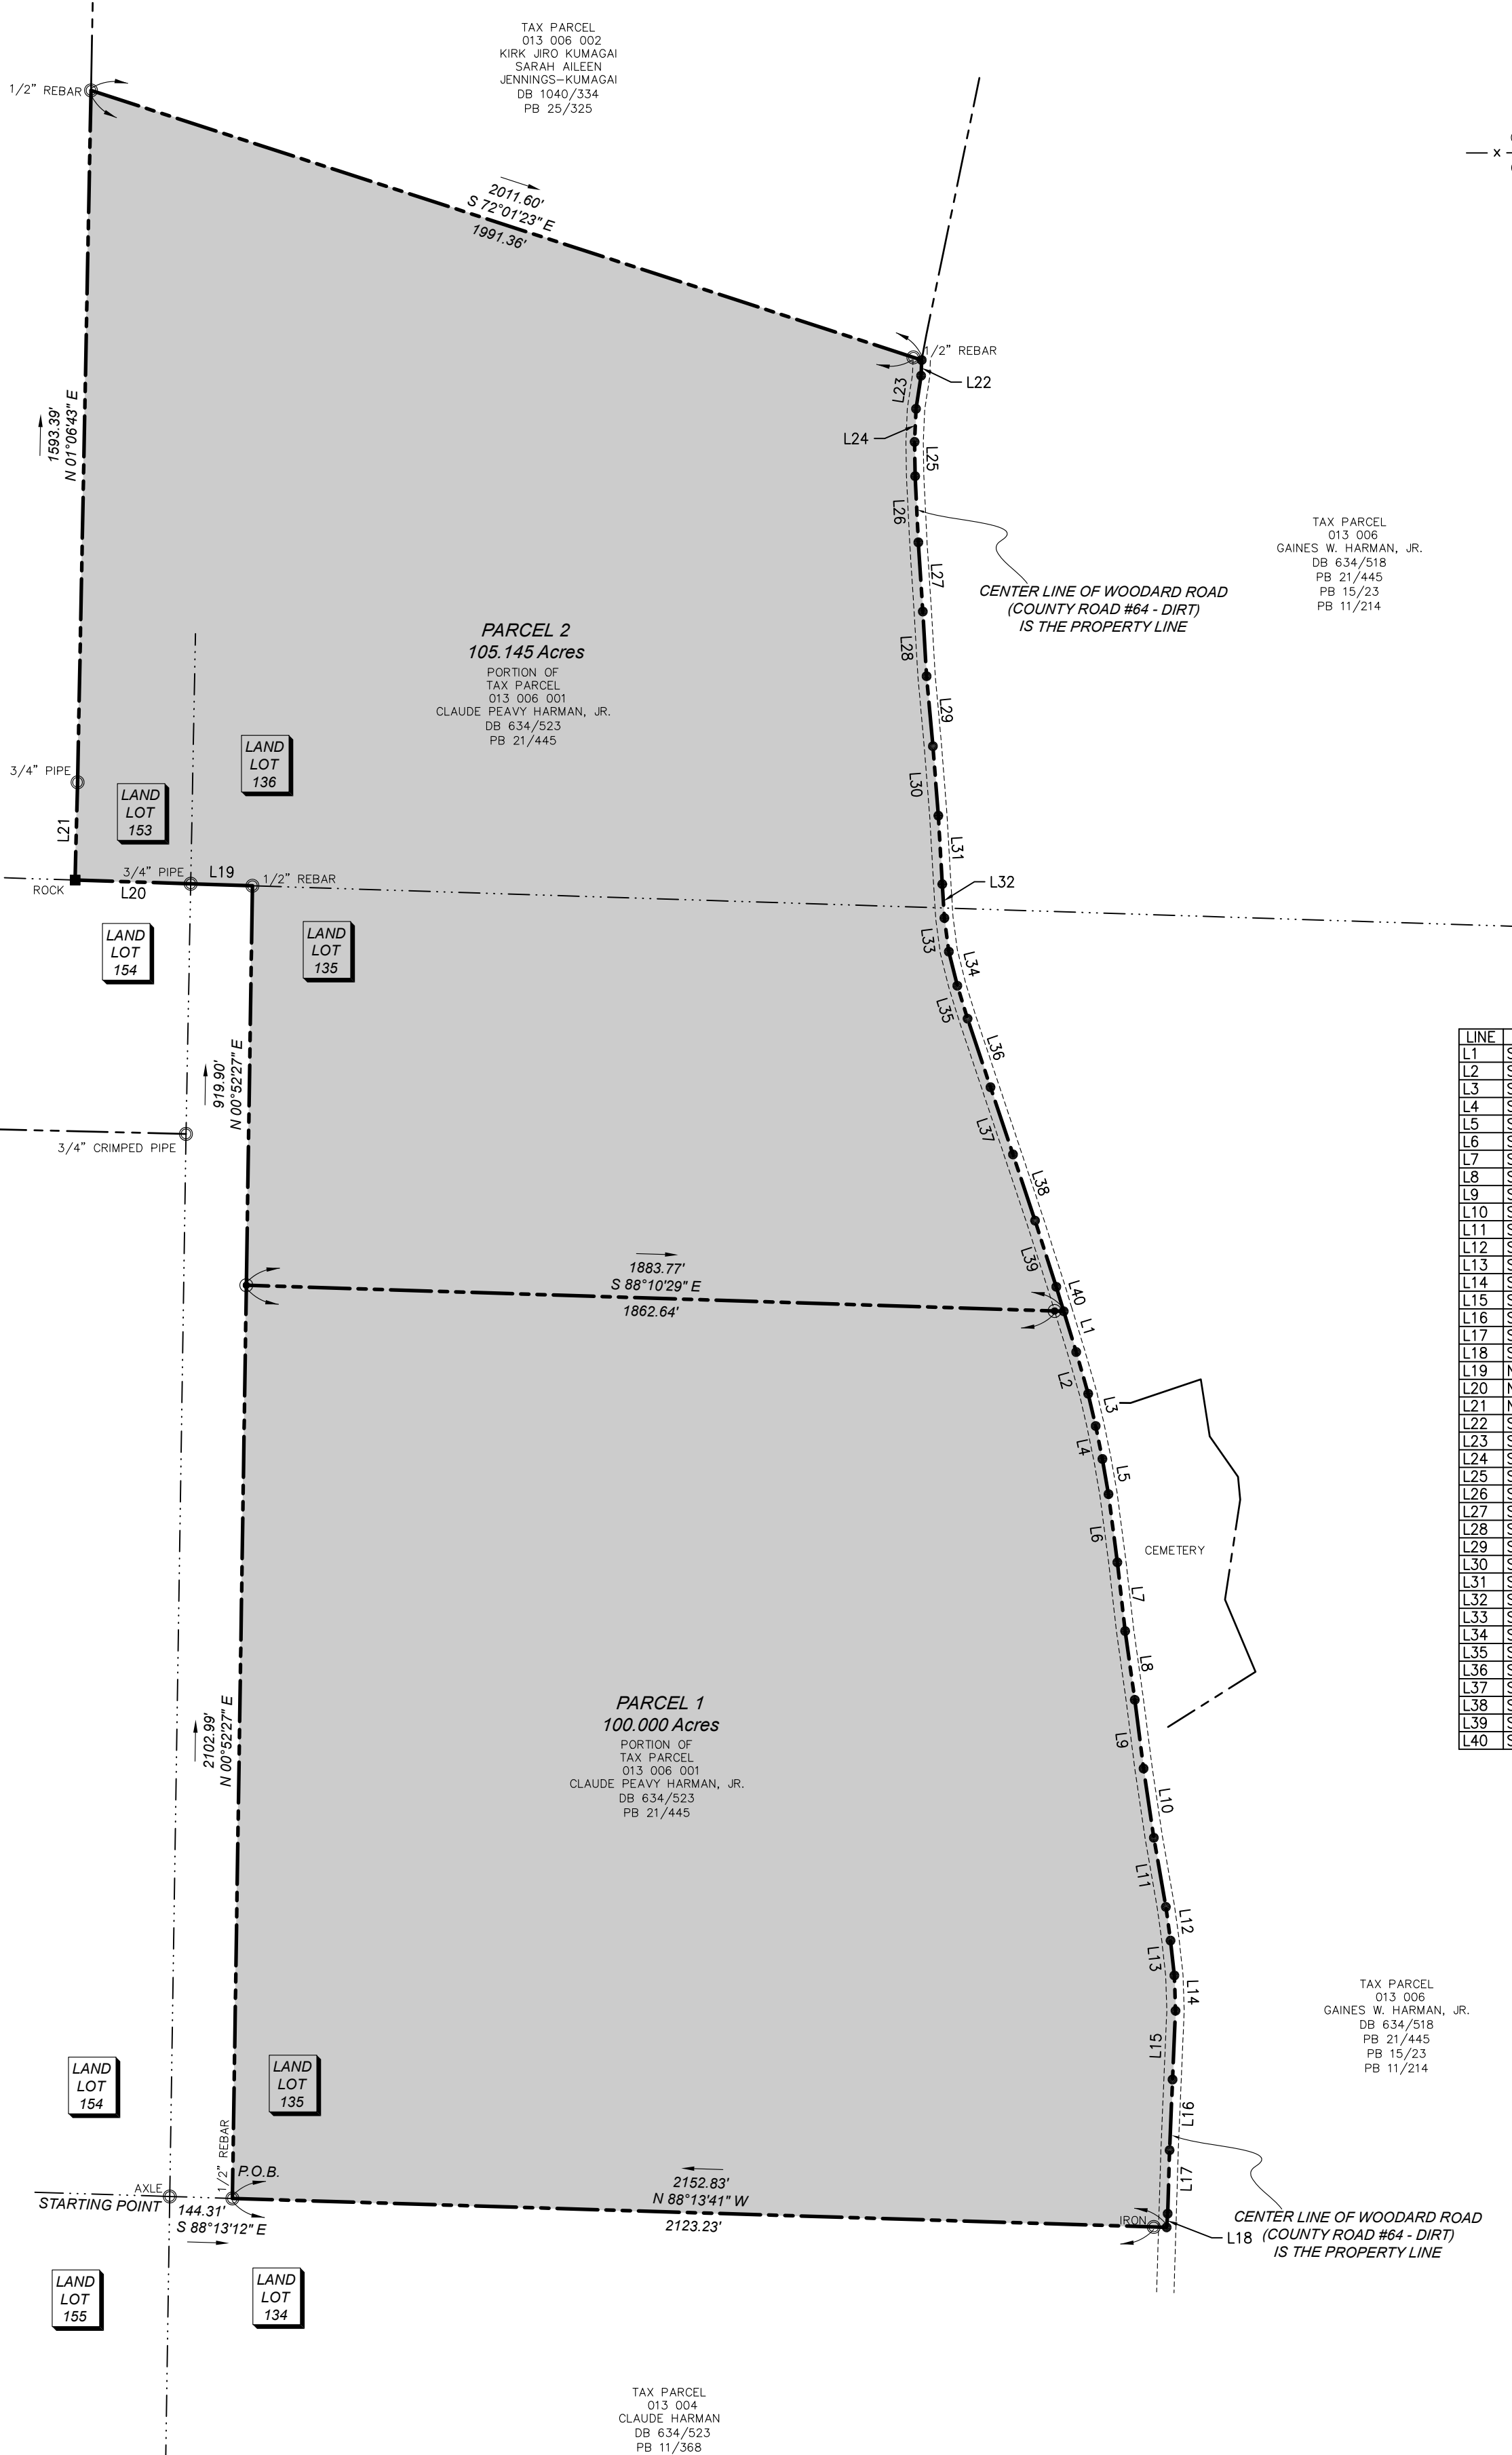 TAX PARCEL
013 006 002
KIRK JIRO KUMAGAI
SARAH AILEEN
JENNINGS-KUMAGAI
DB 1040/334
PB 25/325
1/2" REBAR
x
2011.60'
S 72°01'23" E
1991.36'
1/2" REBAR
L22
L23
L24
L25
L26
L27
L28
L29
L30
L31
L32
L33
L34
L35
L36
L37
L38
L39
L40
1593.39'
N 01°06'43" E
CENTER LINE OF WOODARD ROAD
(COUNTY ROAD #64 - DIRT)
IS THE PROPERTY LINE
TAX PARCEL
013 006
GAINES W. HARMAN, JR.
DB 634/518
PB 21/445
PB 15/23
PB 11/214
PARCEL 2
105.145 Acres
PORTION OF
TAX PARCEL
013 006 001
CLAUDE PEAVY HARMAN, JR.
DB 634/523
PB 21/445
LAND
LOT
136
3/4" PIPE
LAND
LOT
153
L21
3/4" PIPE
L19
1/2" REBAR
ROCK
L20
LAND
LOT
154
LAND
LOT
135
919.90'
N 00°52'27" E
3/4" CRIMPED PIPE
1883.77'
S 88°10'29" E
1862.64'
L1
L2
L3
L4
L5
L6
L7
L8
L9
L10
L11
L12
L13
L14
L15
L16
L17
L18
CEMETERY
LINE
L1 S
L2 S
L3 S
L4 S
L5 S
L6 S
L7 S
L8 S
L9 S
L10 S
L11 S
L12 S
L13 S
L14 S
L15 S
L16 S
L17 S
L18 S
L19 N
L20 N
L21 N
L22 S
L23 S
L24 S
L25 S
L26 S
L27 S
L28 S
L29 S
L30 S
L31 S
L32 S
L33 S
L34 S
L35 S
L36 S
L37 S
L38 S
L39 S
L40 S
2102.99'
N 00°52'27" E
PARCEL 1
100.000 Acres
PORTION OF
TAX PARCEL
013 006 001
CLAUDE PEAVY HARMAN, JR.
DB 634/523
PB 21/445
TAX PARCEL
013 006
GAINES W. HARMAN, JR.
DB 634/518
PB 21/445
PB 15/23
PB 11/214
LAND
LOT
154
LAND
LOT
135
1/2" REBAR
P.O.B.
AXLE
STARTING POINT
144.31'
S 88°13'12" E
2152.83'
N 88°13'41" W
2123.23'
IRON
CENTER LINE OF WOODARD ROAD
(COUNTY ROAD #64 - DIRT)
IS THE PROPERTY LINE
LAND
LOT
155
LAND
LOT
134
TAX PARCEL
013 004
CLAUDE HARMAN
DB 634/523
PB 11/368